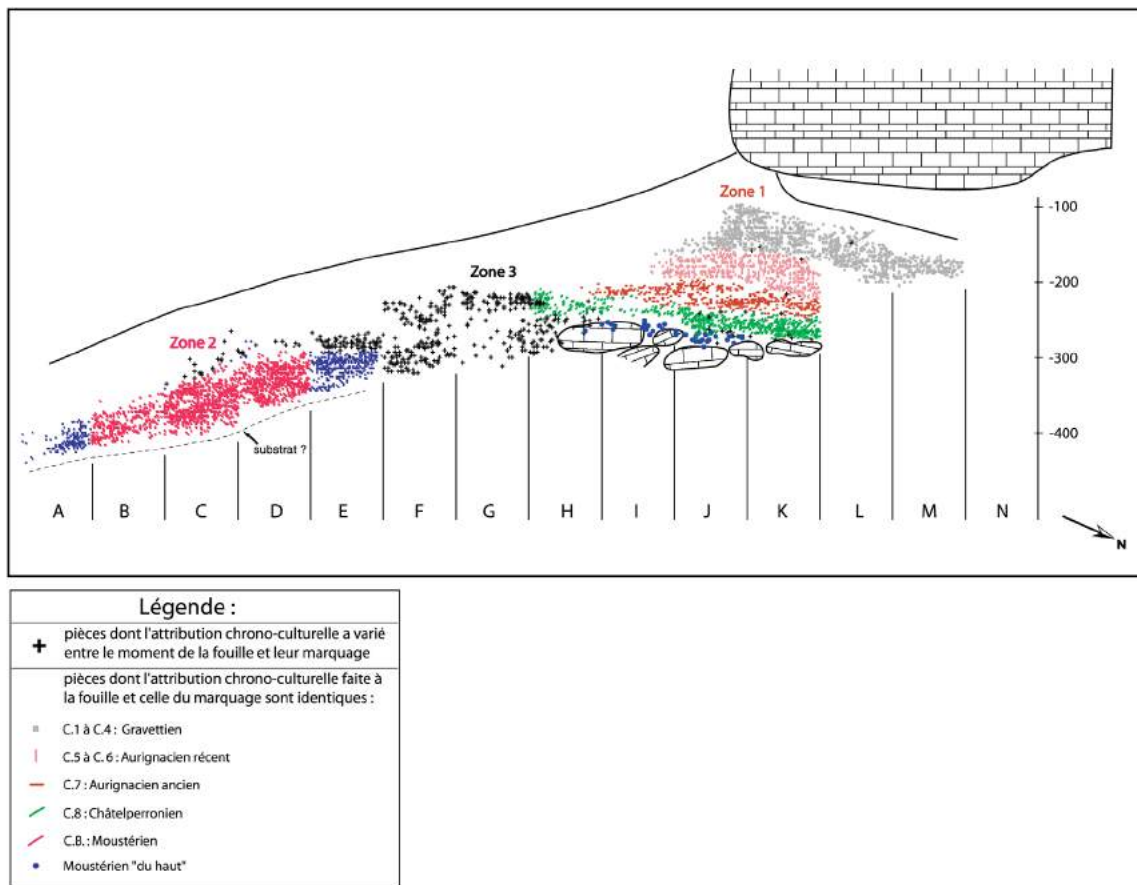 Zone 1
-100
Zone 3
-200
Zone 2
-300
-400
substrat ?
A B C D E F G H I J K L M N
N
Légende :
+ pièces dont l'attribution chrono-culturelle a varié
entre le moment de la fouille et leur marquage
pièces dont l'attribution chrono-culturelle faite à
la fouille et celle du marquage sont identiques :
C.1 à C.4 : Gravettien
C.5 à C. 6 : Aurignacien récent
C.7 : Aurignacien ancien
C.8 : Châtelperronien
C.B. : Moustérien
Moustérien "du haut"